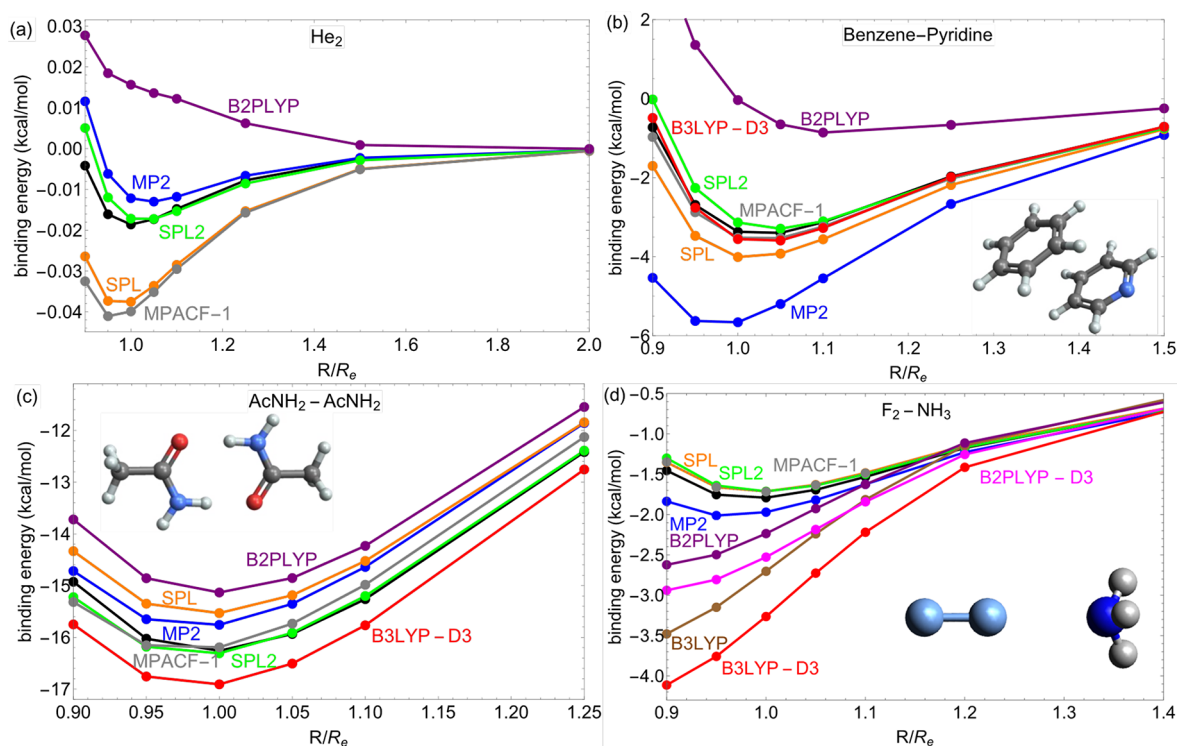 (a)
He₂
binding energy (kcal/mol)
0.03
0.02
0.01
0.00
−0.01
−0.02
−0.03
−0.04
B2PLYP
MP2
SPL2
SPL
MPACF−1
1.0 1.2 1.4 1.6 1.8 2.0
R/Rₑ
(b)
Benzene−Pyridine
binding energy (kcal/mol)
2
0
−2
−4
−6
B2PLYP
B3LYP−D3
SPL2
MPACF−1
SPL
MP2
0.9 1.0 1.1 1.2 1.3 1.4 1.5
R/Rₑ
(c)
AcNH₂−AcNH₂
binding energy (kcal/mol)
−12
−13
−14
−15
−16
−17
B2PLYP
SPL
MP2
MPACF−1
SPL2
B3LYP−D3
0.90 0.95 1.00 1.05 1.10 1.15 1.20 1.25
R/Rₑ
(d)
F₂−NH₃
binding energy (kcal/mol)
−0.5
−1.0
−1.5
−2.0
−2.5
−3.0
−3.5
−4.0
SPL
SPL2
MPACF−1
B2PLYP−D3
MP2
B2PLYP
B3LYP
B3LYP−D3
0.9 1.0 1.1 1.2 1.3 1.4
R/Rₑ